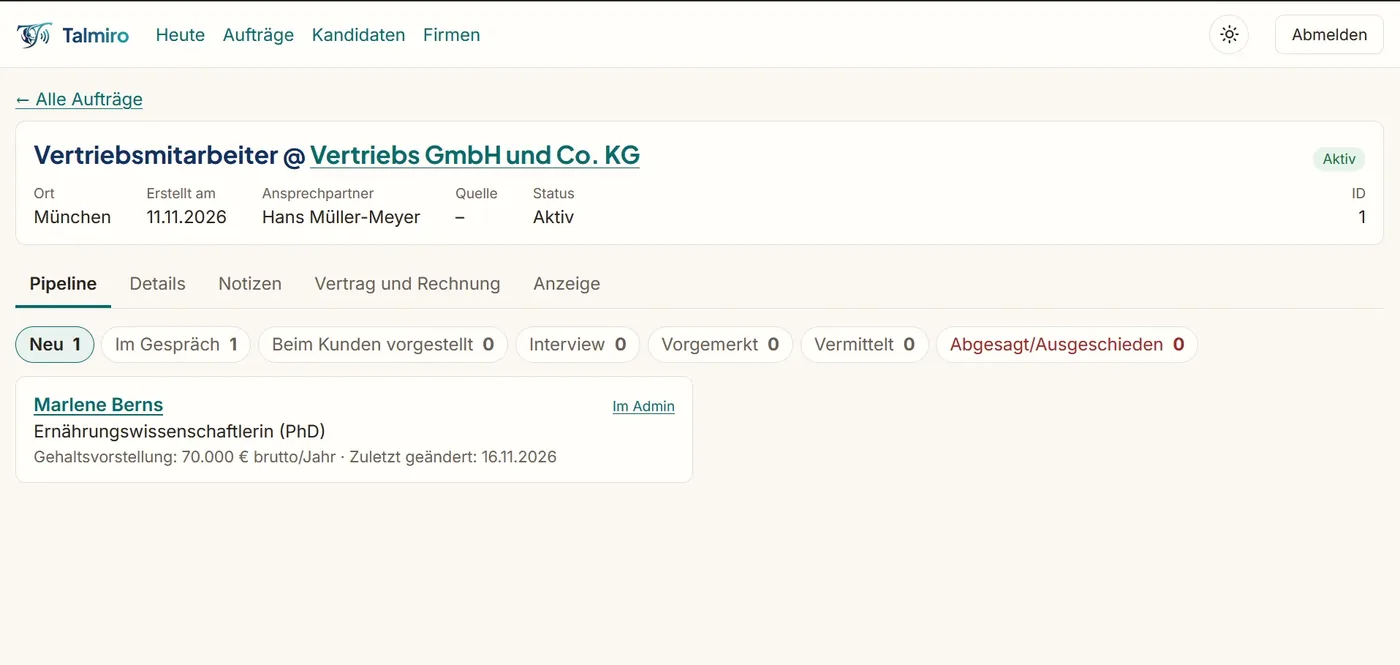 Talmiro Heute Aufträge Kandidaten Firmen Abmelden
← Alle Aufträge
Vertriebsmitarbeiter @ Vertriebs GmbH und Co. KG Aktiv
Ort Erstellt am Ansprechpartner Quelle Status ID
München 11.11.2026 Hans Müller-Meyer – Aktiv 1
Pipeline Details Notizen Vertrag und Rechnung Anzeige
Neu 1 Im Gespräch 1 Beim Kunden vorgestellt 0 Interview 0 Vorgemerkt 0 Vermittelt 0 Abgesagt/Ausgeschieden 0
Marlene Berns Im Admin
Ernährungswissenschaftlerin (PhD)
Gehaltsvorstellung: 70.000 € brutto/Jahr · Zuletzt geändert: 16.11.2026